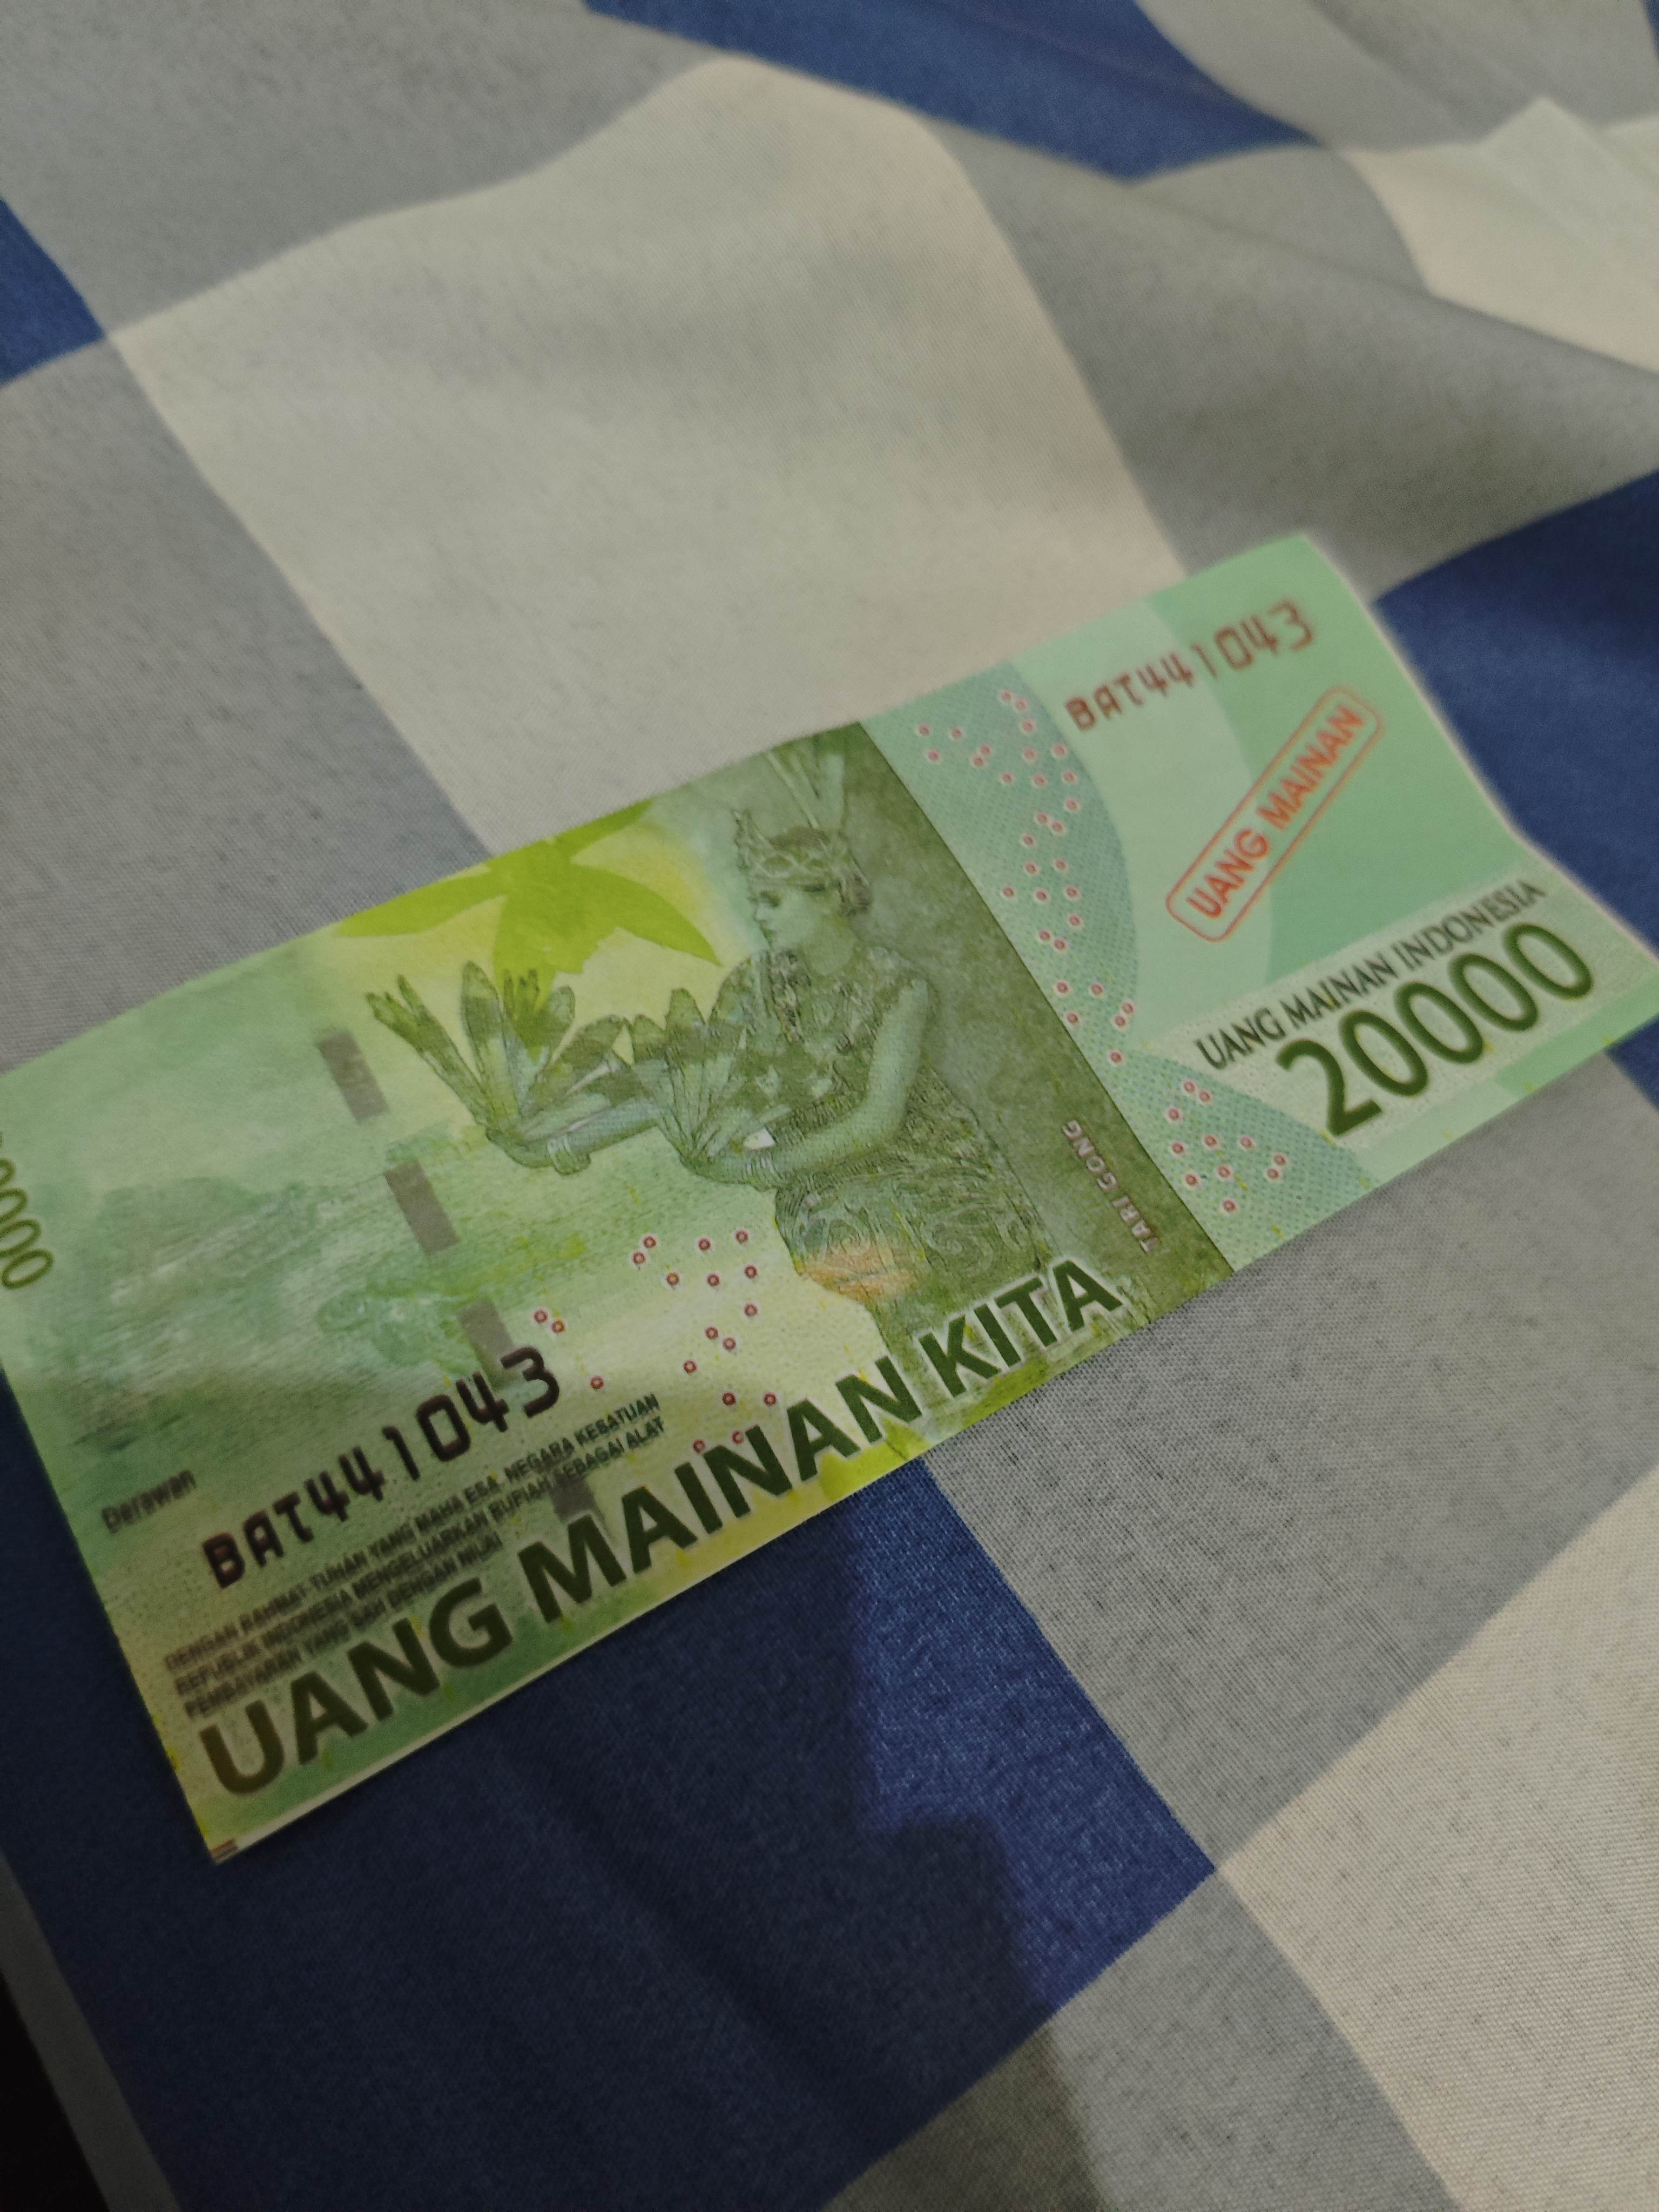 BAT441043
UANG MAINAN
UANG MAINAN INDONESIA
20000
TARI GONG
Derawan
BAT441043
DENGAN RAHMAT TUHAN YANG MAHA ESA, NEGARA KESATUAN
REPUBLIK INDONESIA MENGELUARKAN RUPIAH SEBAGAI ALAT
PEMBAYARAN YANG SAH DENGAN NILAI
UANG MAINAN KITA